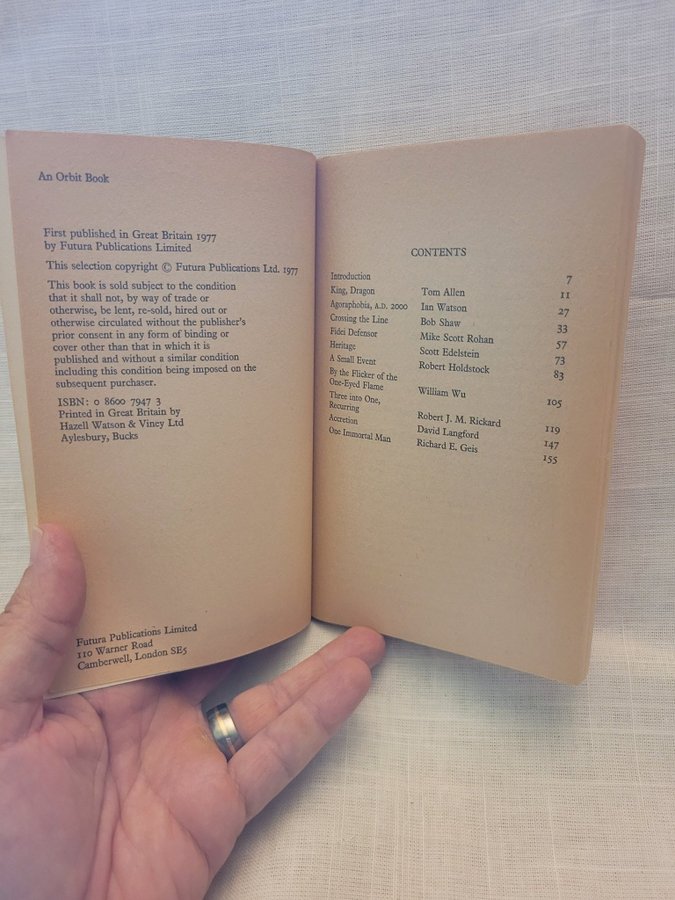 An Orbit Book
First published in Great Britain 1977
by Futura Publications Limited
This selection copyright © Futura Publications Ltd. 1977
This book is sold subject to the condition
that it shall not, by way of trade or
otherwise, be lent, re-sold, hired out or
otherwise circulated without the publisher's
prior consent in any form of binding or
cover other than that in which it is
published and without a similar condition
including this condition being imposed on the
subsequent purchaser.
ISBN: 0 8600 7947 3
Printed in Great Britain by
Hazell Watson & Viney Ltd
Aylesbury, Bucks
Futura Publications Limited
110 Warner Road
Camberwell, London SE5
CONTENTS
Introduction 7
King, Dragon Tom Allen 11
Agoraphobia, A.D. 2000 Ian Watson 27
Crossing the Line Bob Shaw 33
Fidei Defensor Mike Scott Rohan 57
Heritage Scott Edelstein 73
A Small Event Robert Holdstock 83
By the Flicker of the
One-Eyed Flame William Wu 105
Three into One,
Recurring Robert J. M. Rickard 119
Accretion David Langford 147
One Immortal Man Richard E. Geis 155